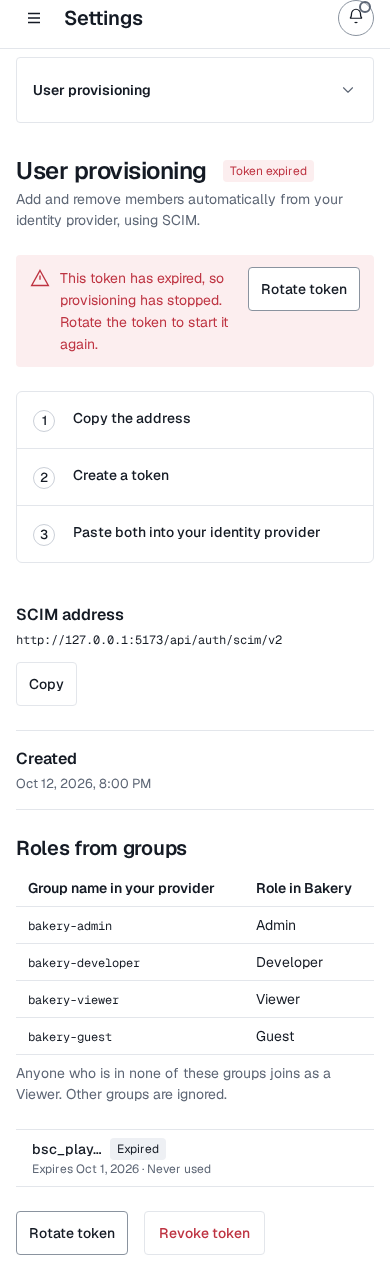 Settings
User provisioning
User provisioning Token expired
Add and remove members automatically from your
identity provider, using SCIM.
This token has expired, so
provisioning has stopped.
Rotate the token to start it
again.
Rotate token
1 Copy the address
2 Create a token
3 Paste both into your identity provider
SCIM address
http://127.0.0.1:5173/api/auth/scim/v2
Copy
Created
Oct 12, 2026, 8:00 PM
Roles from groups
Group name in your provider Role in Bakery
bakery-admin Admin
bakery-developer Developer
bakery-viewer Viewer
bakery-guest Guest
Anyone who is in none of these groups joins as a
Viewer. Other groups are ignored.
bsc_play… Expired
Expires Oct 1, 2026 · Never used
Rotate token Revoke token